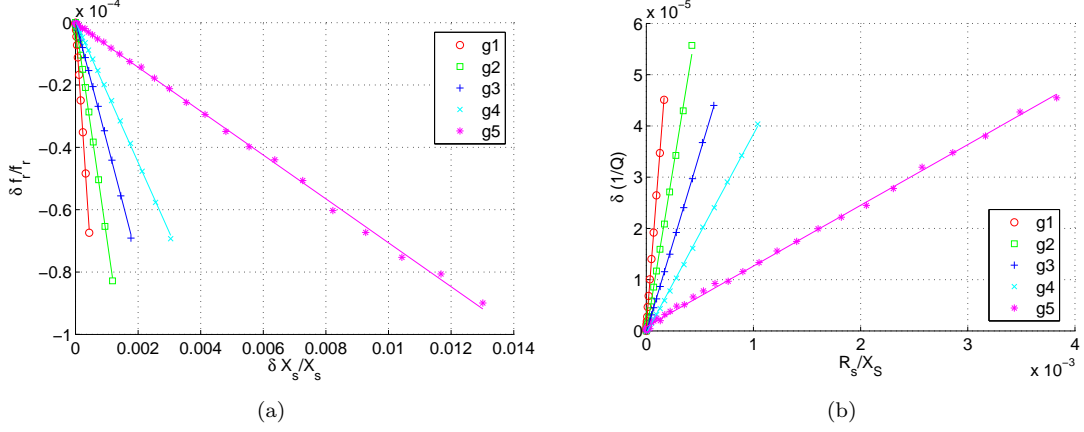 x 10⁻⁴
0
−0.2
−0.4
−0.6
−0.8
−1
δ f_r/f_r
0
0.002
0.004
0.006
0.008
0.01
0.012
0.014
δ X_s/X_s
g1
g2
g3
g4
g5
(a)
x 10⁻⁵
6
5
4
3
2
1
0
δ (1/Q)
0
1
2
3
4
x 10⁻³
R_s/X_S
g1
g2
g3
g4
g5
(b)